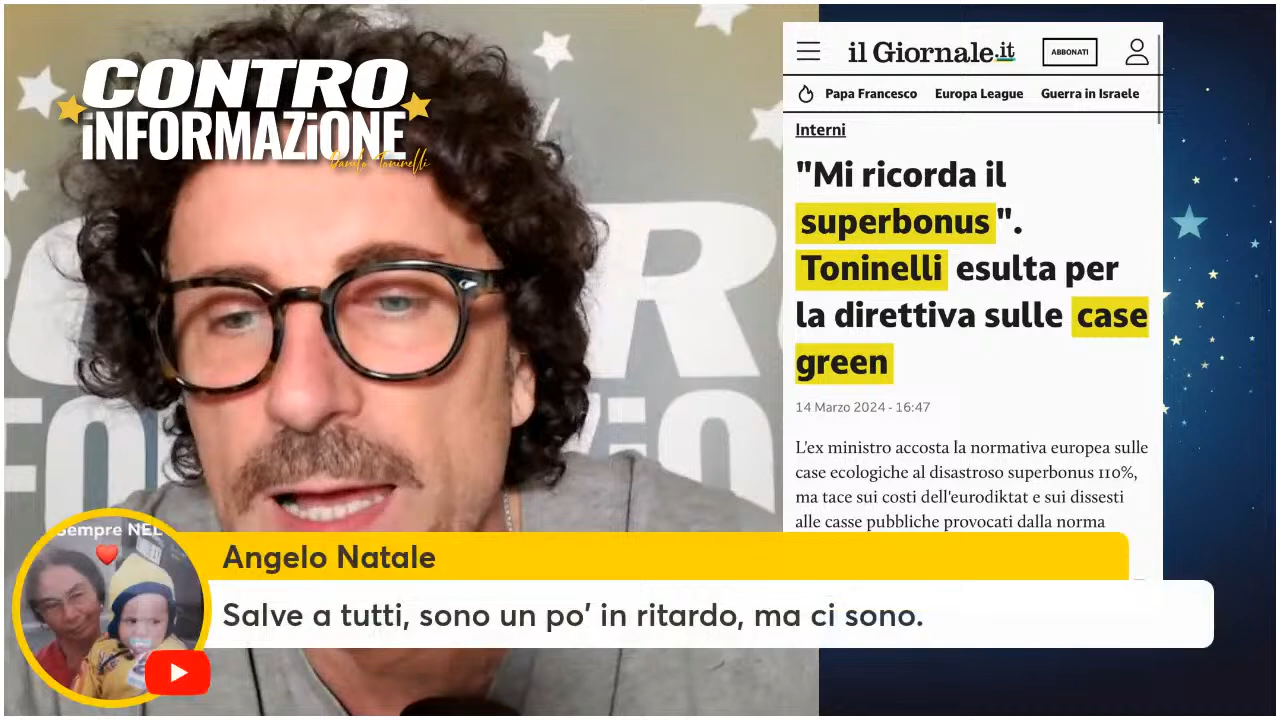 CONTRO
iNFORMAZiONE
Danilo Toninelli
il Giornale.it
ABBONATI
Papa Francesco Europa League Guerra in Israele
Interni
"Mi ricorda il
superbonus".
Toninelli esulta per
la direttiva sulle case
green
14 Marzo 2024 - 16:47
L'ex ministro accosta la normativa europea sulle
case ecologiche al disastroso superbonus 110%,
ma tace sui costi dell'eurodiktat e sui dissesti
alle casse pubbliche provocati dalla norma
Sempre NEL
Angelo Natale
Salve a tutti, sono un po' in ritardo, ma ci sono.